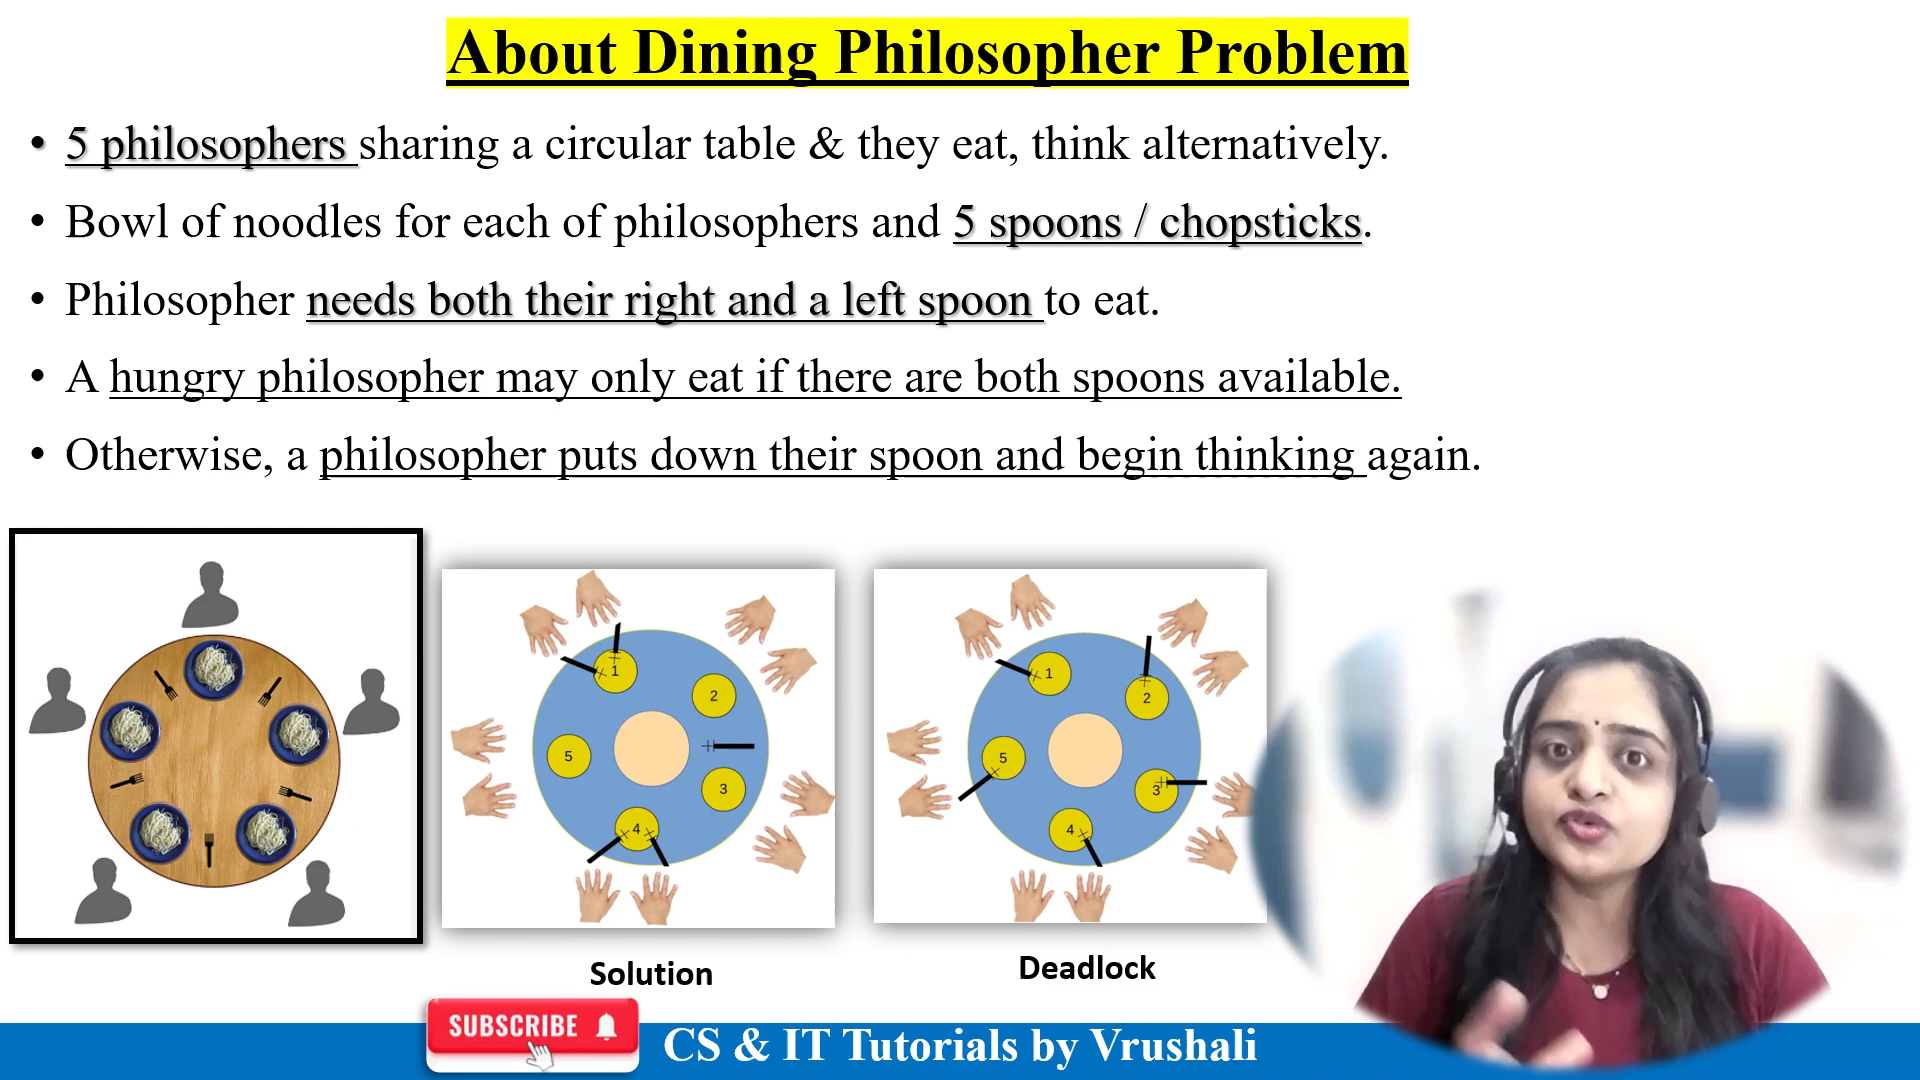 About Dining Philosopher Problem
• 5 philosophers sharing a circular table & they eat, think alternatively.
• Bowl of noodles for each of philosophers and 5 spoons / chopsticks.
• Philosopher needs both their right and a left spoon to eat.
• A hungry philosopher may only eat if there are both spoons available.
• Otherwise, a philosopher puts down their spoon and begin thinking again.
1
2
3
4
5
Solution
1
2
3
4
5
Deadlock
SUBSCRIBE
CS & IT Tutorials by Vrushali